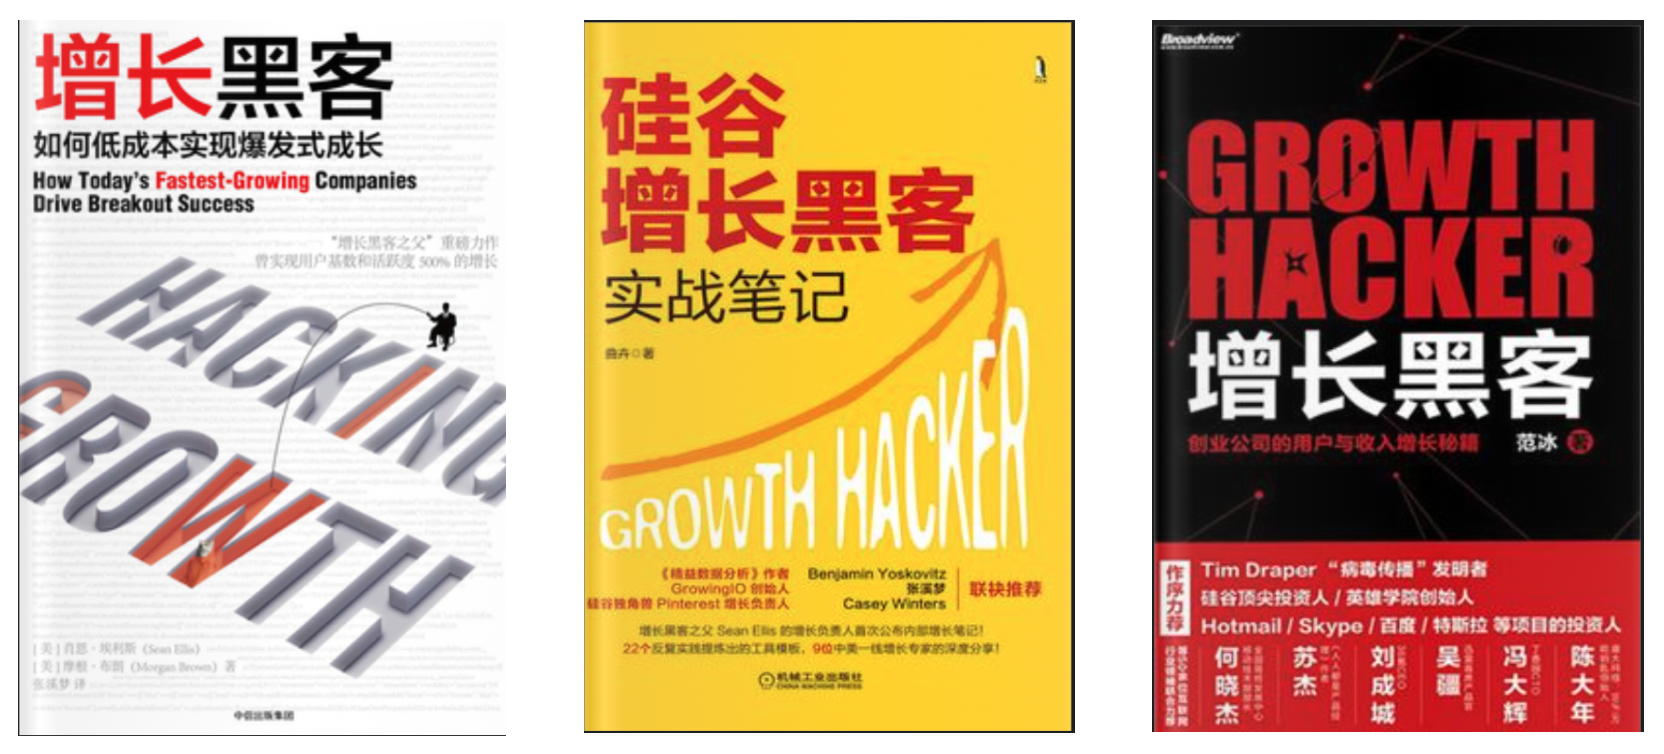 增长黑客
如何低成本实现爆发式成长
How Today's Fastest-Growing Companies
Drive Breakout Success
“增长黑客之父”重磅力作
曾实现用户基数和活跃度 500% 的增长
HACKING
GROWTH
[美] 肖恩·埃利斯 (Sean Ellis)
[美] 摩根·布朗 (Morgan Brown) 著
张溪梦 译
中信出版集团
硅谷
增长黑客
实战笔记
曲卉◎著
GROWTH HACKER
《精益数据分析》作者 Benjamin Yoskovitz
GrowingIO 创始人 张溪梦
硅谷独角兽 Pinterest 增长负责人 Casey Winters
联袂推荐
增长黑客之父 Sean Ellis 的增长负责人首次公布内部增长笔记!
22个反复实践提炼出的工具模板，9位中美一线增长专家的深度分享!
机械工业出版社
CHINA MACHINE PRESS
Broadview
GROWTH
HACKER
增长黑客
创业公司的用户与收入增长秘籍 范冰 著
作序力荐
Tim Draper “病毒传播”发明者
硅谷顶尖投资人 / 英雄学院创始人
Hotmail / Skype / 百度 / 特斯拉 等项目的投资人
何晓杰
苏杰
刘成城
吴疆
冯大辉
陈大年